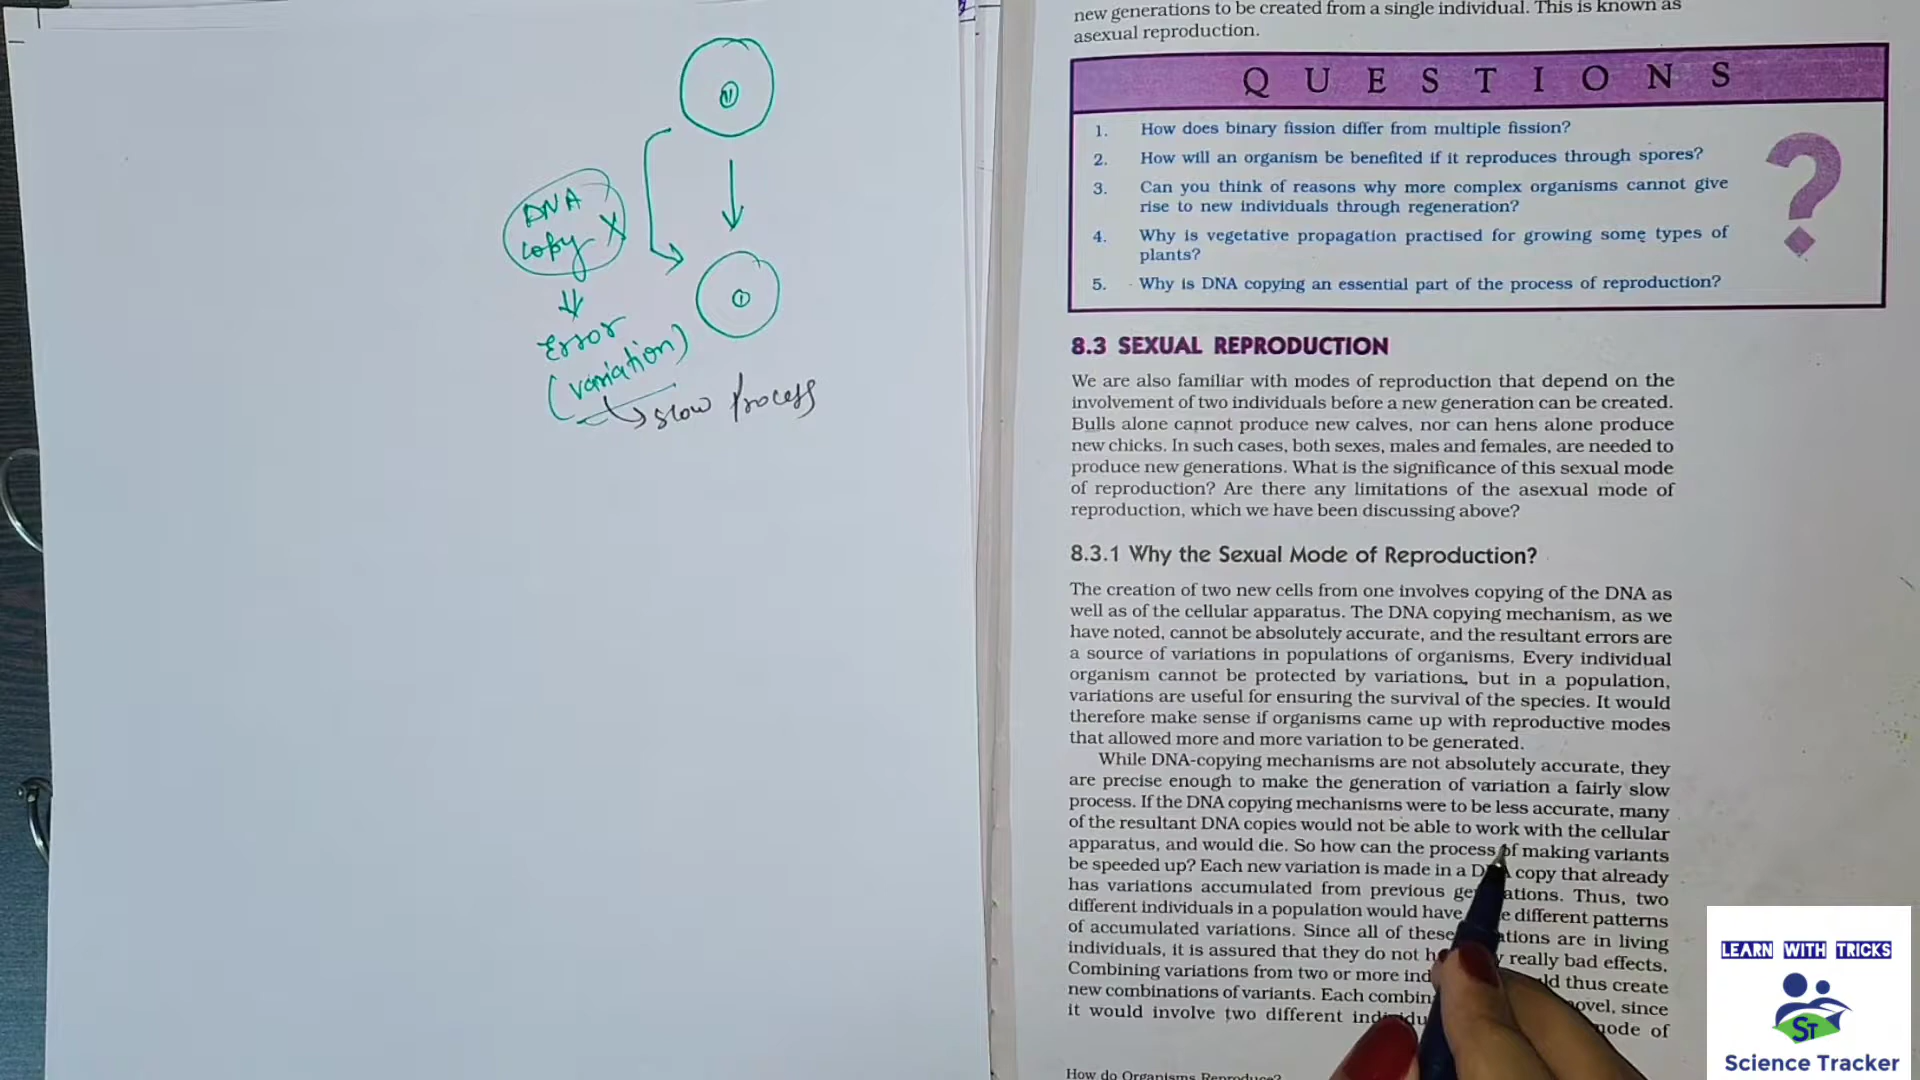 DNA
copy X
Error
(variation)
slow process
new generations to be created from a single individual. This is known as
asexual reproduction.
QUESTIONS
1. How does binary fission differ from multiple fission?
2. How will an organism be benefited if it reproduces through spores?
3. Can you think of reasons why more complex organisms cannot give
rise to new individuals through regeneration?
4. Why is vegetative propagation practised for growing some types of
plants?
5. Why is DNA copying an essential part of the process of reproduction?
?
8.3 SEXUAL REPRODUCTION
We are also familiar with modes of reproduction that depend on the
involvement of two individuals before a new generation can be created.
Bulls alone cannot produce new calves, nor can hens alone produce
new chicks. In such cases, both sexes, males and females, are needed to
produce new generations. What is the significance of this sexual mode
of reproduction? Are there any limitations of the asexual mode of
reproduction, which we have been discussing above?
8.3.1 Why the Sexual Mode of Reproduction?
The creation of two new cells from one involves copying of the DNA as
well as of the cellular apparatus. The DNA copying mechanism, as we
have noted, cannot be absolutely accurate, and the resultant errors are
a source of variations in populations of organisms. Every individual
organism cannot be protected by variations, but in a population,
variations are useful for ensuring the survival of the species. It would
therefore make sense if organisms came up with reproductive modes
that allowed more and more variation to be generated.
While DNA-copying mechanisms are not absolutely accurate, they
are precise enough to make the generation of variation a fairly slow
process. If the DNA copying mechanisms were to be less accurate, many
of the resultant DNA copies would not be able to work with the cellular
apparatus, and would die. So how can the process of making variants
be speeded up? Each new variation is made in a DNA copy that already
has variations accumulated from previous generations. Thus, two
different individuals in a population would have different patterns
of accumulated variations. Since all of these are in living
individuals, it is assured that they do not really bad effects.
Combining variations from two or more thus create
new combinations of variants. Each since
it would involve two different mode of
How do Organisms Reproduce?
LEARN WITH TRICKS
ST
Science Tracker